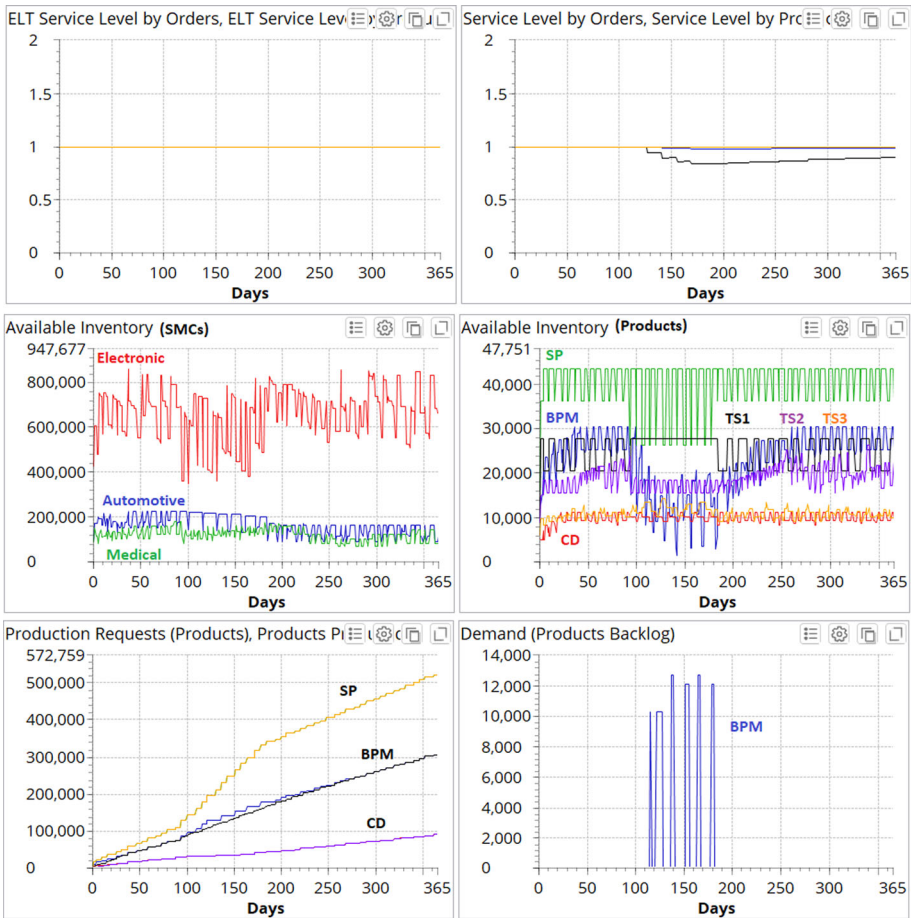 ELT Service Level by Orders, ELT Service Leve
2
1.5
1
0.5
0
0 50 100 150 200 250 300 365
Days
Service Level by Orders, Service Level by Pro
2
1.5
1
0.5
0
0 50 100 150 200 250 300 365
Days
Available Inventory (SMCs)
947,677
800,000
600,000
400,000
200,000
0
Electronic
Automotive
Medical
0 50 100 150 200 250 300 365
Days
Available Inventory (Products)
47,751
40,000
30,000
20,000
10,000
0
SP
BPM
TS1 TS2 TS3
CD
0 50 100 150 200 250 300 365
Days
Production Requests (Products), Products Pr
572,759
500,000
400,000
300,000
200,000
100,000
0
SP
BPM
CD
0 50 100 150 200 250 300 365
Days
Demand (Products Backlog)
14,000
12,000
10,000
8,000
6,000
4,000
2,000
0
BPM
0 50 100 150 200 250 300 365
Days